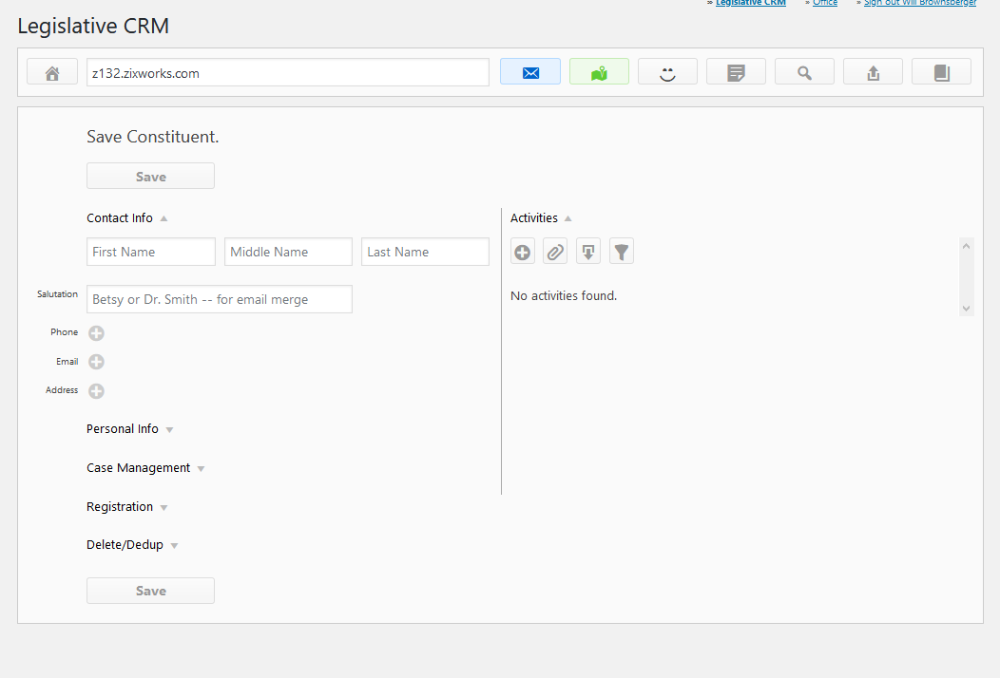 » Legislative CRM » Office » Sign out Will Brownsberger
Legislative CRM
z132.zixworks.com
Save Constituent.
Save
Contact Info
First Name Middle Name Last Name
Salutation Betsy or Dr. Smith -- for email merge
Phone
Email
Address
Personal Info
Case Management
Registration
Delete/Dedup
Save
Activities
No activities found.